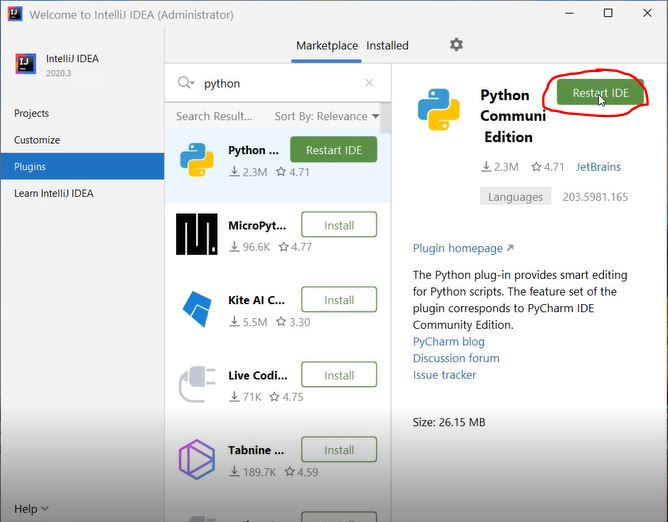 Welcome to IntelliJ IDEA (Administrator)
IJ
IntelliJ IDEA
2020.3
Projects
Customize
Plugins
Learn IntelliJ IDEA
Help
Marketplace Installed
python
Search Result... Sort By: Relevance
Python ... Restart IDE
2.3M 4.71
MicroPyt... Install
96.6K 4.77
Kite AI C... Install
5.5M 3.30
Live Codi... Install
71K 4.75
Tabnine ... Install
189.7K 4.59
Python
Communi
Edition
Restart IDE
2.3M 4.71 JetBrains
Languages 203.5981.165
Plugin homepage
The Python plug-in provides smart editing
for Python scripts. The feature set of the
plugin corresponds to PyCharm IDE
Community Edition.
PyCharm blog
Discussion forum
Issue tracker
Size: 26.15 MB